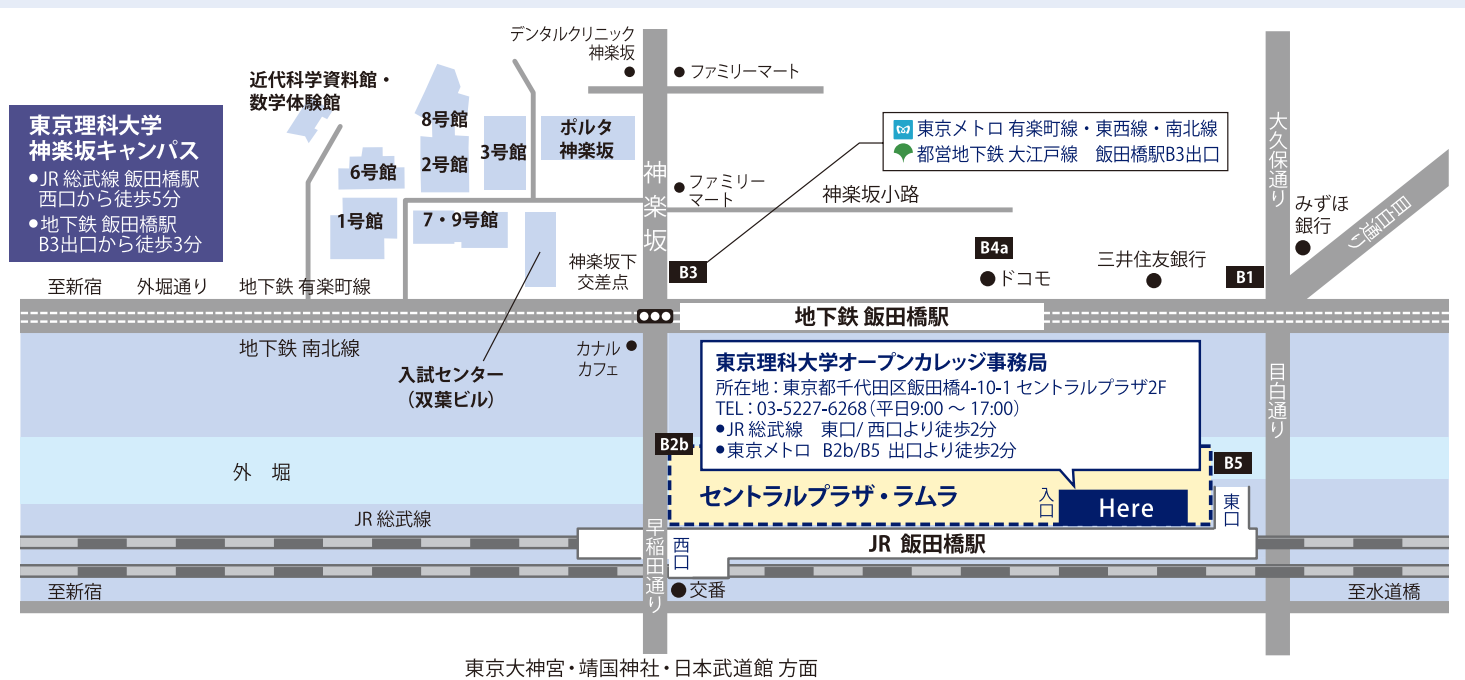 デンタルクリニック
神楽坂
ファミリーマート
近代科学資料館・
数学体験館
8号館
2号館
3号館
ポルタ
神楽坂
6号館
1号館
7・9号館
東京理科大学
神楽坂キャンパス
•JR 総武線 飯田橋駅
西口から徒歩5分
•地下鉄 飯田橋駅
B3出口から徒歩3分
東京メトロ 有楽町線・東西線・南北線
都営地下鉄 大江戸線 飯田橋駅B3出口
神楽坂
ファミリー
マート
神楽坂小路
大久保通り
目白通り
みずほ
銀行
B4a
ドコモ
三井住友銀行
B1
B3
神楽坂下
交差点
至新宿
外堀通り
地下鉄 有楽町線
地下鉄 飯田橋駅
地下鉄 南北線
カナル
カフェ
入試センター
(双葉ビル)
東京理科大学オープンカレッジ事務局
所在地:東京都千代田区飯田橋4-10-1 セントラルプラザ2F
TEL:03-5227-6268(平日9:00 ~ 17:00)
•JR 総武線 東口/ 西口より徒歩2分
•東京メトロ B2b/B5 出口より徒歩2分
目白通り
B2b
B5
外 堀
セントラルプラザ・ラムラ
入口
Here
東口
JR 総武線
早稲田通り
西口
JR 飯田橋駅
至新宿
交番
至水道橋
東京大神宮・靖国神社・日本武道館 方面